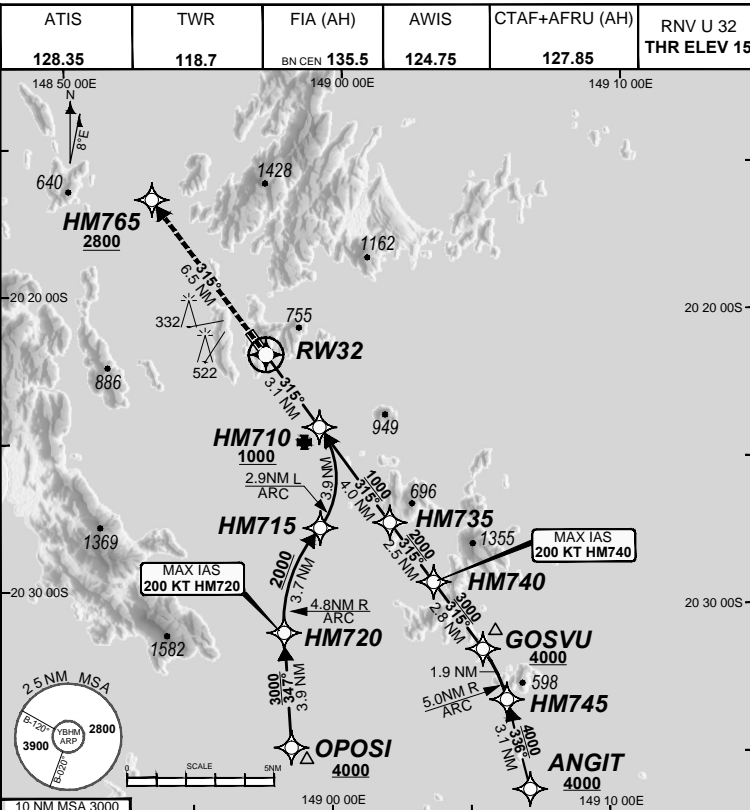 ATIS
128.35
TWR
118.7
FIA (AH)
BN CEN 135.5
AWIS
124.75
CTAF+AFRU (AH)
127.85
RNV U 32
THR ELEV 15
148 50 00E
149 00 00E
149 10 00E
N
8°E
640
1428
HM765
2800
1162
315°
6.5 NM
20 20 00S
20 20 00S
332
755
RW32
522
886
315°
3.1 NM
949
HM710
1000
2.9NM L
ARC
3.9NM
1000
315°
4.0 NM
696
HM735
HM715
1369
2000
315°
2.5 NM
1355
MAX IAS
200 KT HM740
MAX IAS
200 KT HM720
2000
3.7 NM
HM740
20 30 00S
20 30 00S
4.8NM R
ARC
3000
315°
2.8 NM
HM720
1582
GOSVU
4000
1.9 NM
5.0NM R
ARC
598
HM745
3000
347°
3.9 NM
25NM MSA
B-120°
YBHM
ARP
2800
3900
B-020°
OPOSI
4000
4000
336°
3.1 NM
ANGIT
4000
0
SCALE
5NM
10 NM MSA 3000
149 00 00E
149 10 00E